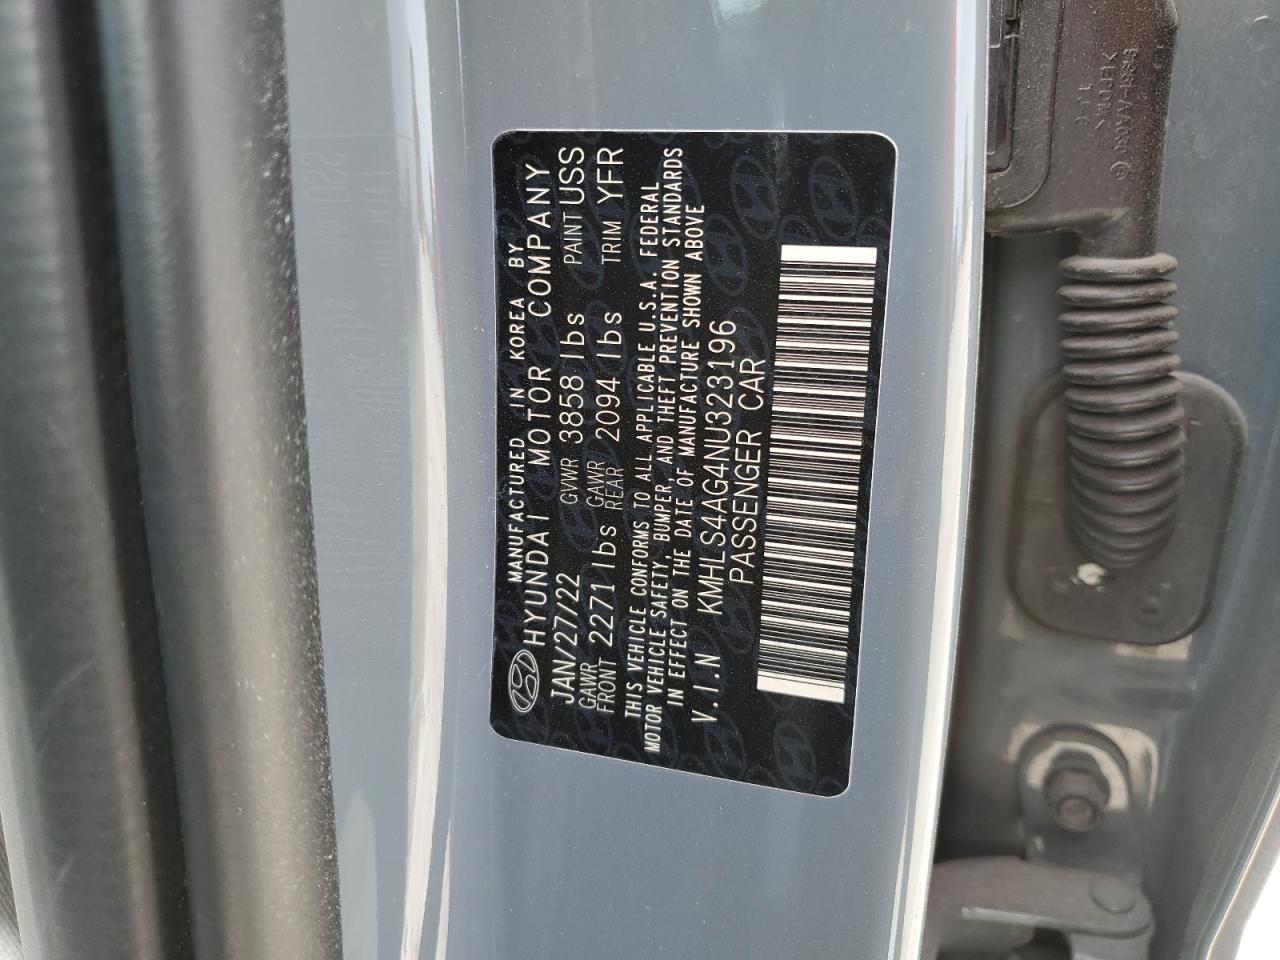 MANUFACTURED IN KOREA BY
HYUNDAI MOTOR COMPANY
JAN/27/22 GVWR 3858 lbs PAINT USS
GAWR FRONT 2271 lbs GAWR REAR 2094 lbs TRIM YFR
THIS VEHICLE CONFORMS TO ALL APPLICABLE U.S.A. FEDERAL
MOTOR VEHICLE SAFETY, BUMPER, AND THEFT PREVENTION STANDARDS
IN EFFECT ON THE DATE OF MANUFACTURE SHOWN ABOVE
V.I.N KMHLS4AG4NU323196
PASSENGER CAR